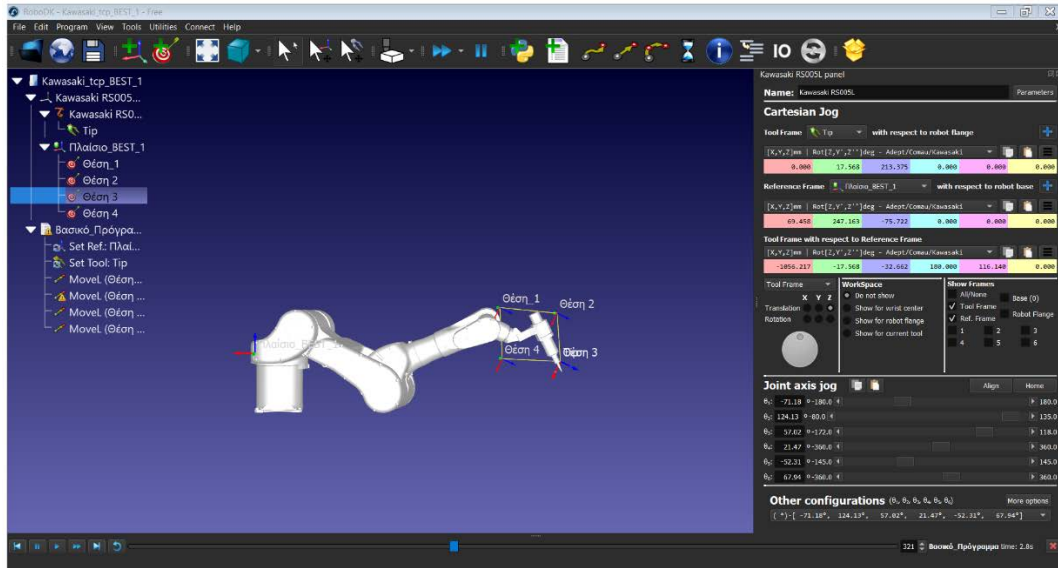 RoboDK - Kawasaki_tcp_BEST_1 - Free
File Edit Program View Tools Utilities Connect Help
IO
Kawasaki_tcp_BEST_1
Kawasaki RS005...
Kawasaki RS0...
Tip
Πλαίσιο_BEST_1
Θέση_1
Θέση 2
Θέση 3
Θέση 4
Βασικό_Πρόγρα...
Set Ref.: Πλαί...
Set Tool: Tip
MoveL (Θέση ...
MoveL (Θέση ...
MoveL (Θέση ...
MoveL (Θέση ...
Θέση_1
Θέση 2
Θέση 4
Θέση 3
Kawasaki RS005L panel
Name: Kawasaki RS005L Parameters
Cartesian Jog
Tool Frame Tip with respect to robot flange
[X,Y,Z]mm | Rot[Z,Y',Z'']deg - Adept/Comau/Kawasaki
0.000 17.568 213.375 0.000 0.000 0.000
Reference Frame Πλαίσιο_BEST_1 with respect to robot base
[X,Y,Z]mm | Rot[Z,Y',Z'']deg - Adept/Comau/Kawasaki
69.458 247.163 -75.722 0.000 0.000 0.000
Tool Frame with respect to Reference Frame
[X,Y,Z]mm | Rot[Z,Y',Z'']deg - Adept/Comau/Kawasaki
-1056.217 -17.568 -32.662 180.000 116.140 0.000
Tool Frame
X Y Z
Translation
Rotation
WorkSpace
Do not show
Show for wrist center
Show for robot flange
Show for current tool
Show Frames
All/None Base (0)
Tool Frame Robot Flange
Ref. Frame
1 2 3
4 5 6
Joint axis jog Align Home
θ₁: -71.18 º -180.0 180.0
θ₂: 124.13 º -80.0 135.0
θ₃: 57.02 º -172.0 118.0
θ₄: 21.47 º -360.0 360.0
θ₅: -52.31 º -145.0 145.0
θ₆: 67.94 º -360.0 360.0
Other configurations (θ₁, θ₂, θ₃, θ₄, θ₅, θ₆) More options
( *)-[ -71.18°, 124.13°, 57.02°, 21.47°, -52.31°, 67.94°]
321 Βασικό_Πρόγραμμα time: 2.8s